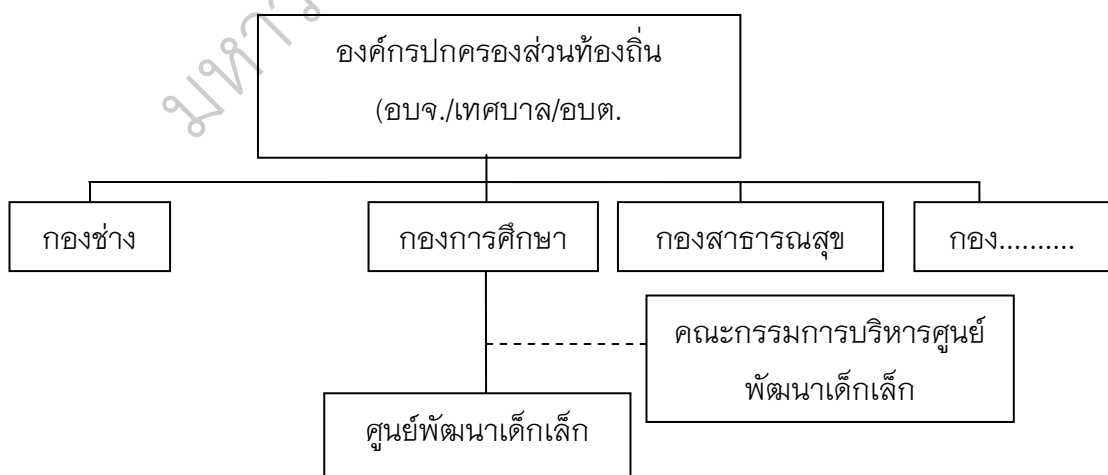 มหาว
องค์กรปกครองส่วนท้องถิ่น
(อบจ./เทศบาล/อบต.
กองช่าง
กองการศึกษา
กองสาธารณสุข
กอง..........
คณะกรรมการบริหารศูนย์
พัฒนาเด็กเล็ก
ศูนย์พัฒนาเด็กเล็ก